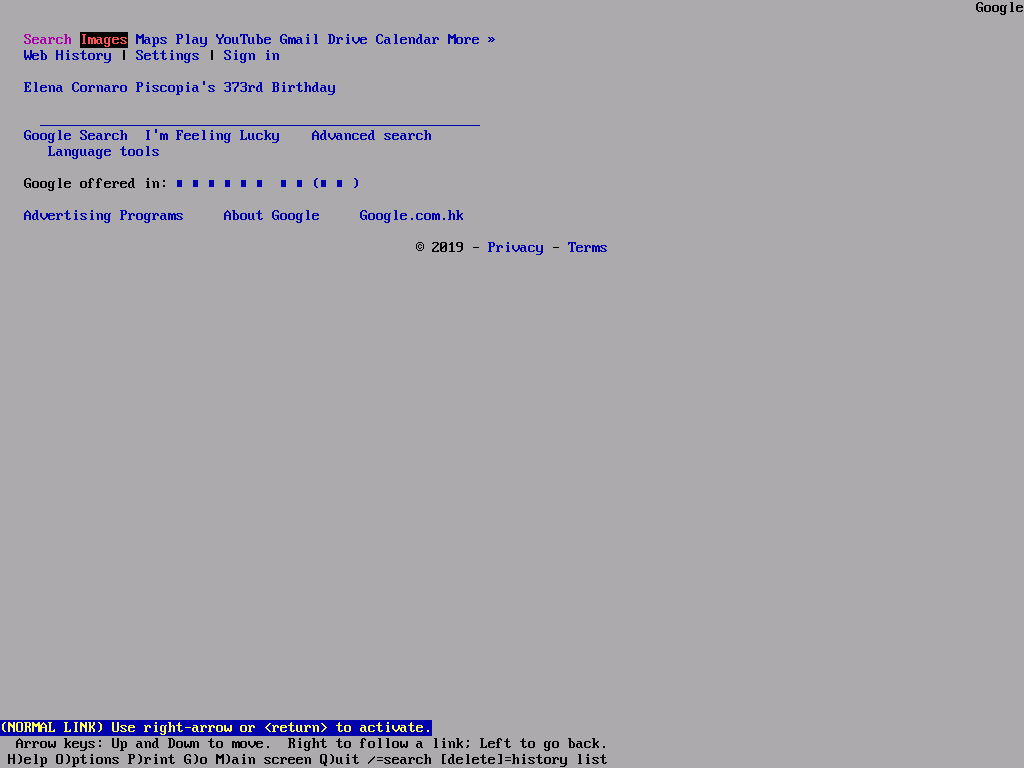 Google
Search Images Maps Play YouTube Gmail Drive Calendar More »
Web History | Settings | Sign in
Elena Cornaro Piscopia's 373rd Birthday
Google Search I'm Feeling Lucky Advanced search
Language tools
Google offered in: ( )
Advertising Programs About Google Google.com.hk
© 2019 - Privacy - Terms
(NORMAL LINK) Use right-arrow or <return> to activate.
Arrow keys: Up and Down to move. Right to follow a link; Left to go back.
H)elp O)ptions P)rint G)o M)ain screen Q)uit /=search [delete]=history list